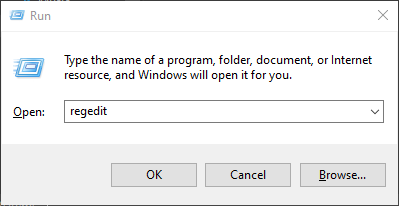 Run
Type the name of a program, folder, document, or Internet
resource, and Windows will open it for you.
Open: regedit
OK Cancel Browse...